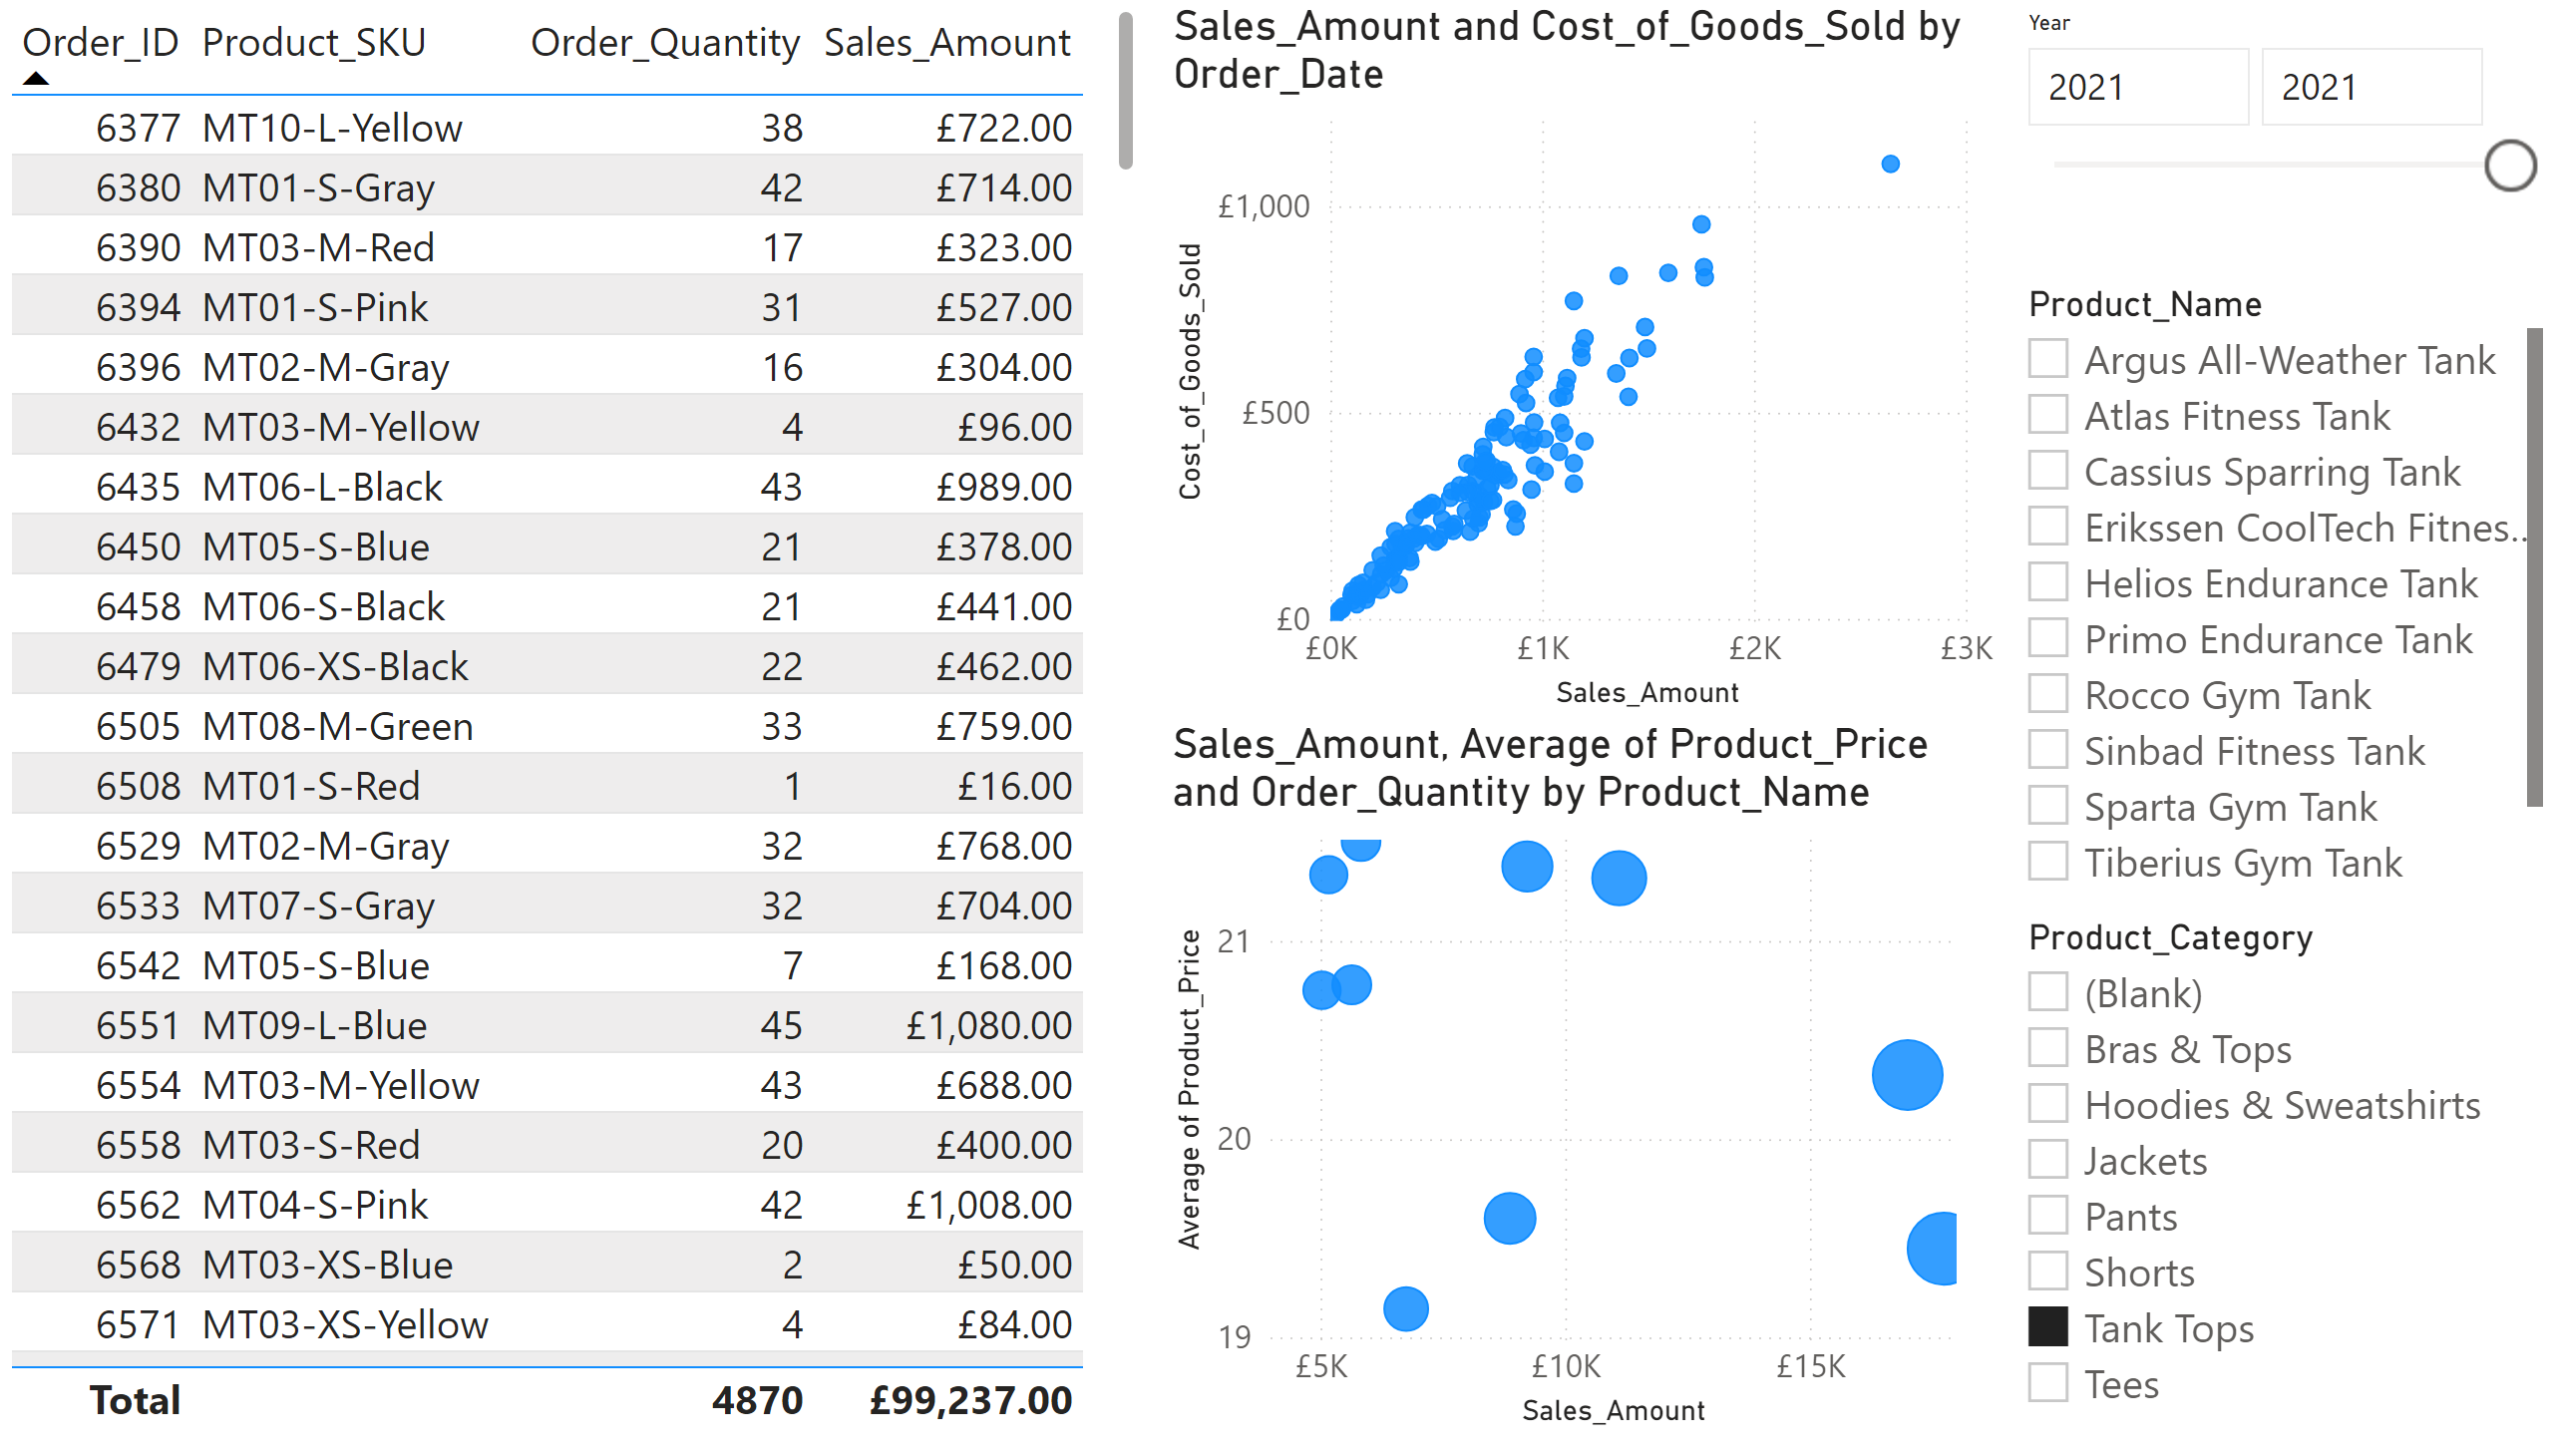 Order_ID Product_SKU Order_Quantity Sales_Amount
6377 MT10-L-Yellow 38 £722.00
6380 MT01-S-Gray 42 £714.00
6390 MT03-M-Red 17 £323.00
6394 MT01-S-Pink 31 £527.00
6396 MT02-M-Gray 16 £304.00
6432 MT03-M-Yellow 4 £96.00
6435 MT06-L-Black 43 £989.00
6450 MT05-S-Blue 21 £378.00
6458 MT06-S-Black 21 £441.00
6479 MT06-XS-Black 22 £462.00
6505 MT08-M-Green 33 £759.00
6508 MT01-S-Red 1 £16.00
6529 MT02-M-Gray 32 £768.00
6533 MT07-S-Gray 32 £704.00
6542 MT05-S-Blue 7 £168.00
6551 MT09-L-Blue 45 £1,080.00
6554 MT03-M-Yellow 43 £688.00
6558 MT03-S-Red 20 £400.00
6562 MT04-S-Pink 42 £1,008.00
6568 MT03-XS-Blue 2 £50.00
6571 MT03-XS-Yellow 4 £84.00
Total 4870 £99,237.00
Sales_Amount and Cost_of_Goods_Sold by
Order_Date
Cost_of_Goods_Sold
£1,000
£500
£0
£0K £1K £2K £3K
Sales_Amount
Sales_Amount, Average of Product_Price
and Order_Quantity by Product_Name
Average of Product_Price
21
20
19
£5K £10K £15K
Sales_Amount
Year
2021 2021
Product_Name
Argus All-Weather Tank
Atlas Fitness Tank
Cassius Sparring Tank
Erikssen CoolTech Fitnes..
Helios Endurance Tank
Primo Endurance Tank
Rocco Gym Tank
Sinbad Fitness Tank
Sparta Gym Tank
Tiberius Gym Tank
Product_Category
(Blank)
Bras & Tops
Hoodies & Sweatshirts
Jackets
Pants
Shorts
Tank Tops
Tees